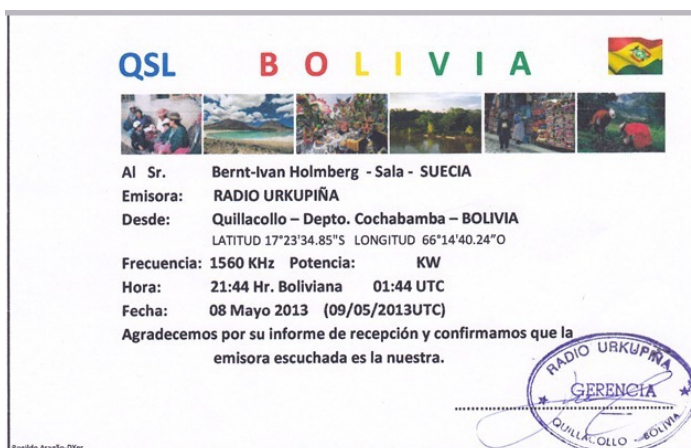 QSL BOLIVIA
Al Sr. Bernt-Ivan Holmberg - Sala - SUECIA
Emisora: RADIO URKUPIÑA
Desde: Quillacollo – Depto. Cochabamba – BOLIVIA
LATITUD 17°23'34.85"S LONGITUD 66°14'40.24"O
Frecuencia: 1560 KHz Potencia: KW
Hora: 21:44 Hr. Boliviana 01:44 UTC
Fecha: 08 Mayo 2013 (09/05/2013UTC)
Agradecemos por su informe de recepción y confirmamos que la
emisora escuchada es la nuestra.
RADIO URKUPIÑA
GERENCIA
QUILLACOLLO - BOLIVIA